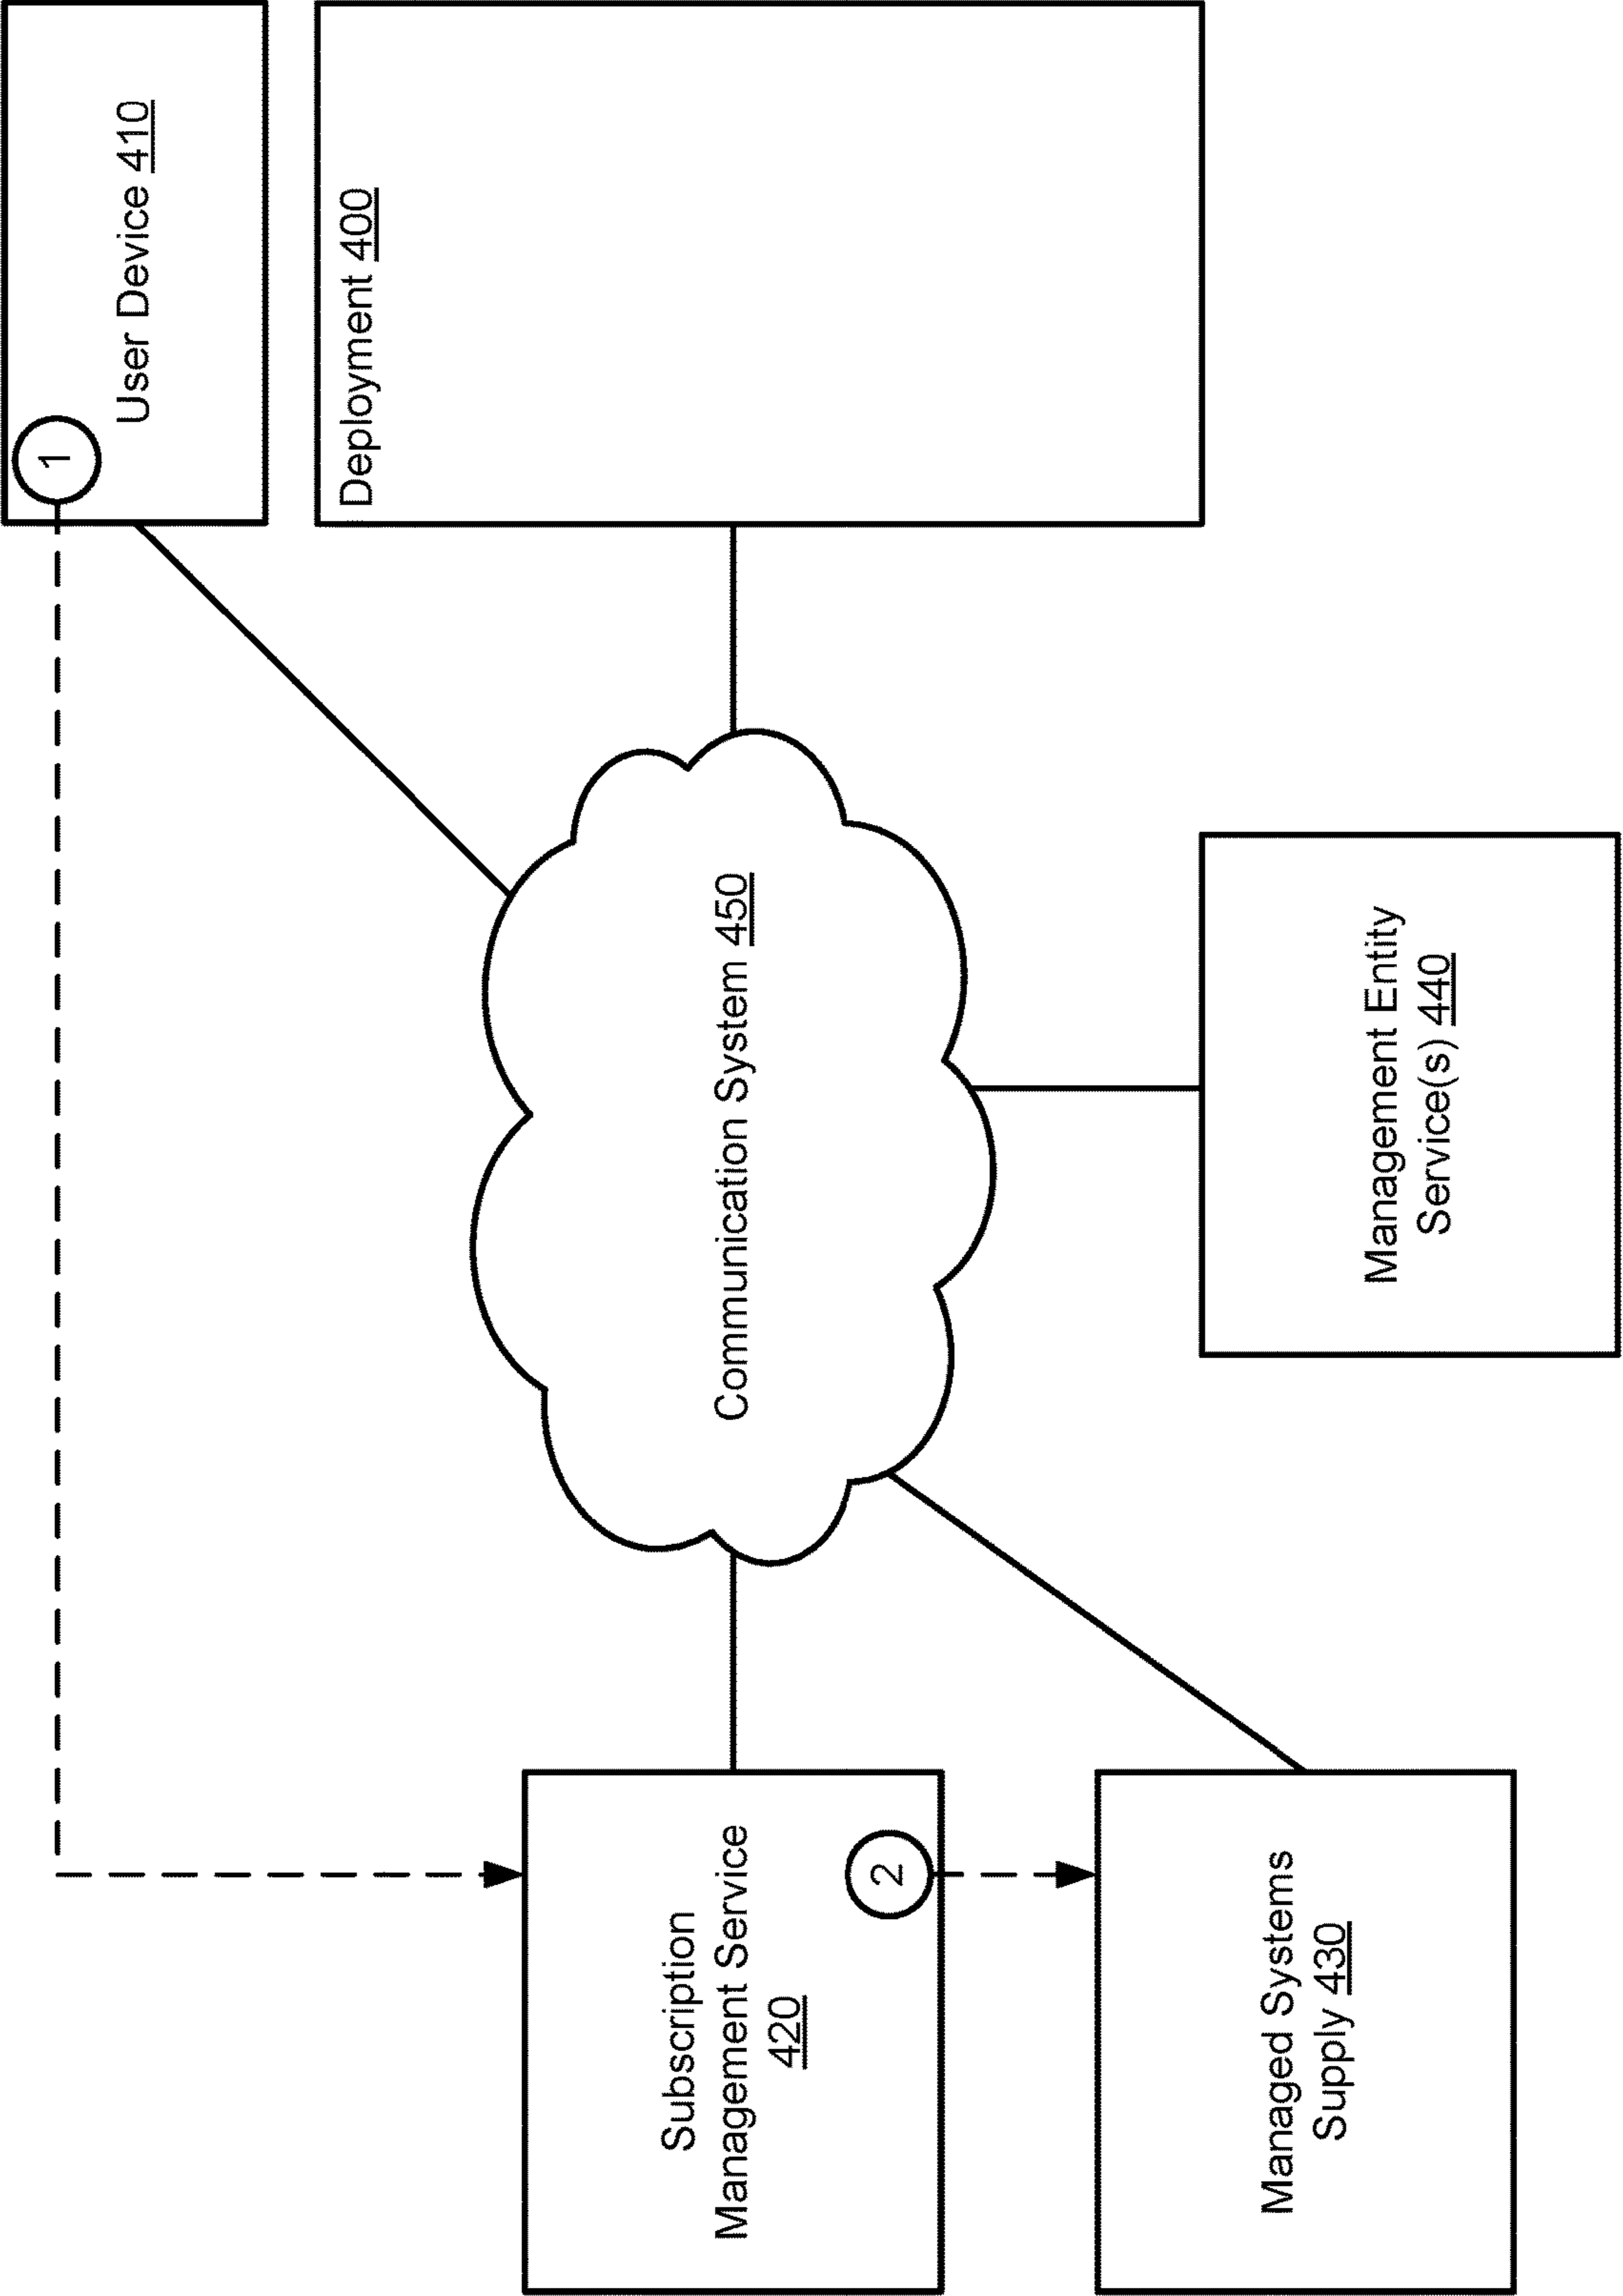 1
User Device 410
Deployment 400
Communication System 450
Subscription
Management Service
420
2
Managed Systems
Supply 430
Management Entity
Service(s) 440